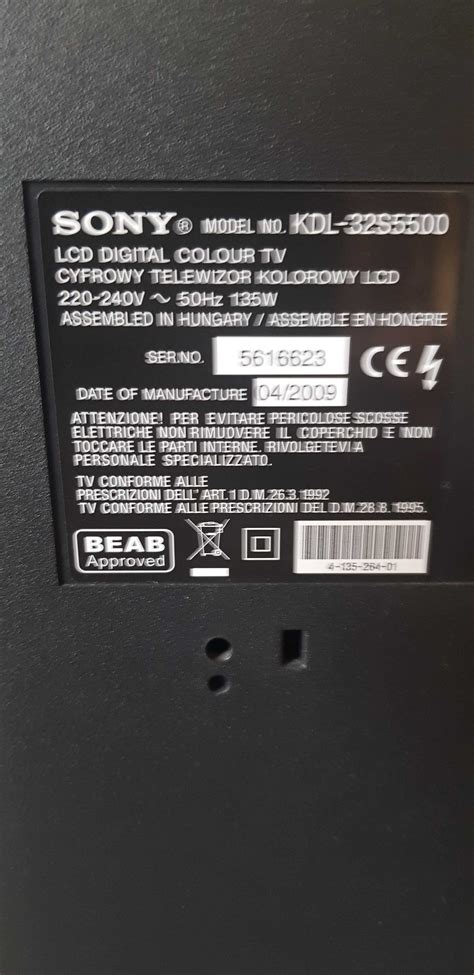 SONY® MODEL NO. KDL-32S5500
LCD DIGITAL COLOUR TV
CYFROWY TELEWIZOR KOLOROWY LCD
220-240V ~ 50Hz 135W
ASSEMBLED IN HUNGARY / ASSEMBLE EN HONGRIE
SER.NO. 5616623 CE
DATE OF MANUFACTURE 04/2009
ATTENZIONE! PER EVITARE PERICOLOSE SCOSSE
ELETTRICHE NON RIMUOVERE IL COPERCHIO E NON
TOCCARE LE PARTI INTERNE. RIVOLGETEVI A
PERSONALE SPECIALIZZATO.
TV CONFORME ALLE
PRESCRIZIONI DELL'ART.1 D.M.26.3.1992
TV CONFORME ALLE PRESCRIZIONI DEL D.M.28.8.1995.
BEAB
Approved
4-135-264-01